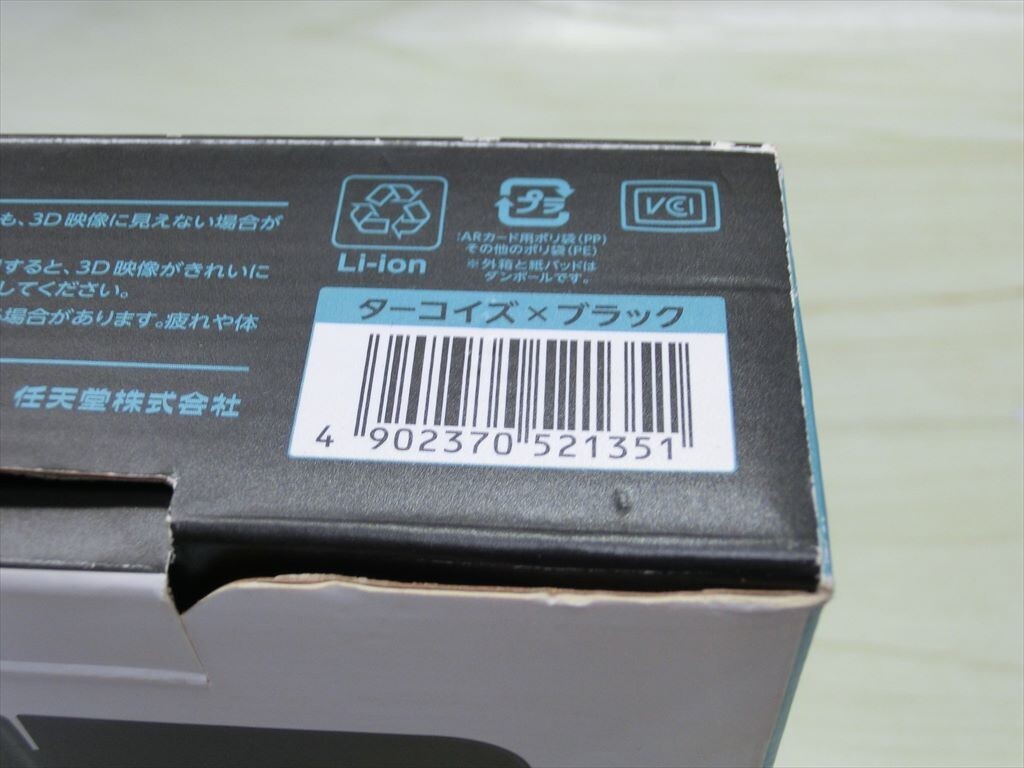 も、3D映像に見えない場合が
すると、3D映像がきれいに
してください。
場合があります。疲れや体
任天堂株式会社
Li-ion
プラ
:ARカード用ポリ袋(PP)
その他のポリ袋(PE)
※外箱と紙パッドは
ダンボールです。
VCI
ターコイズ×ブラック
4 902370 521351